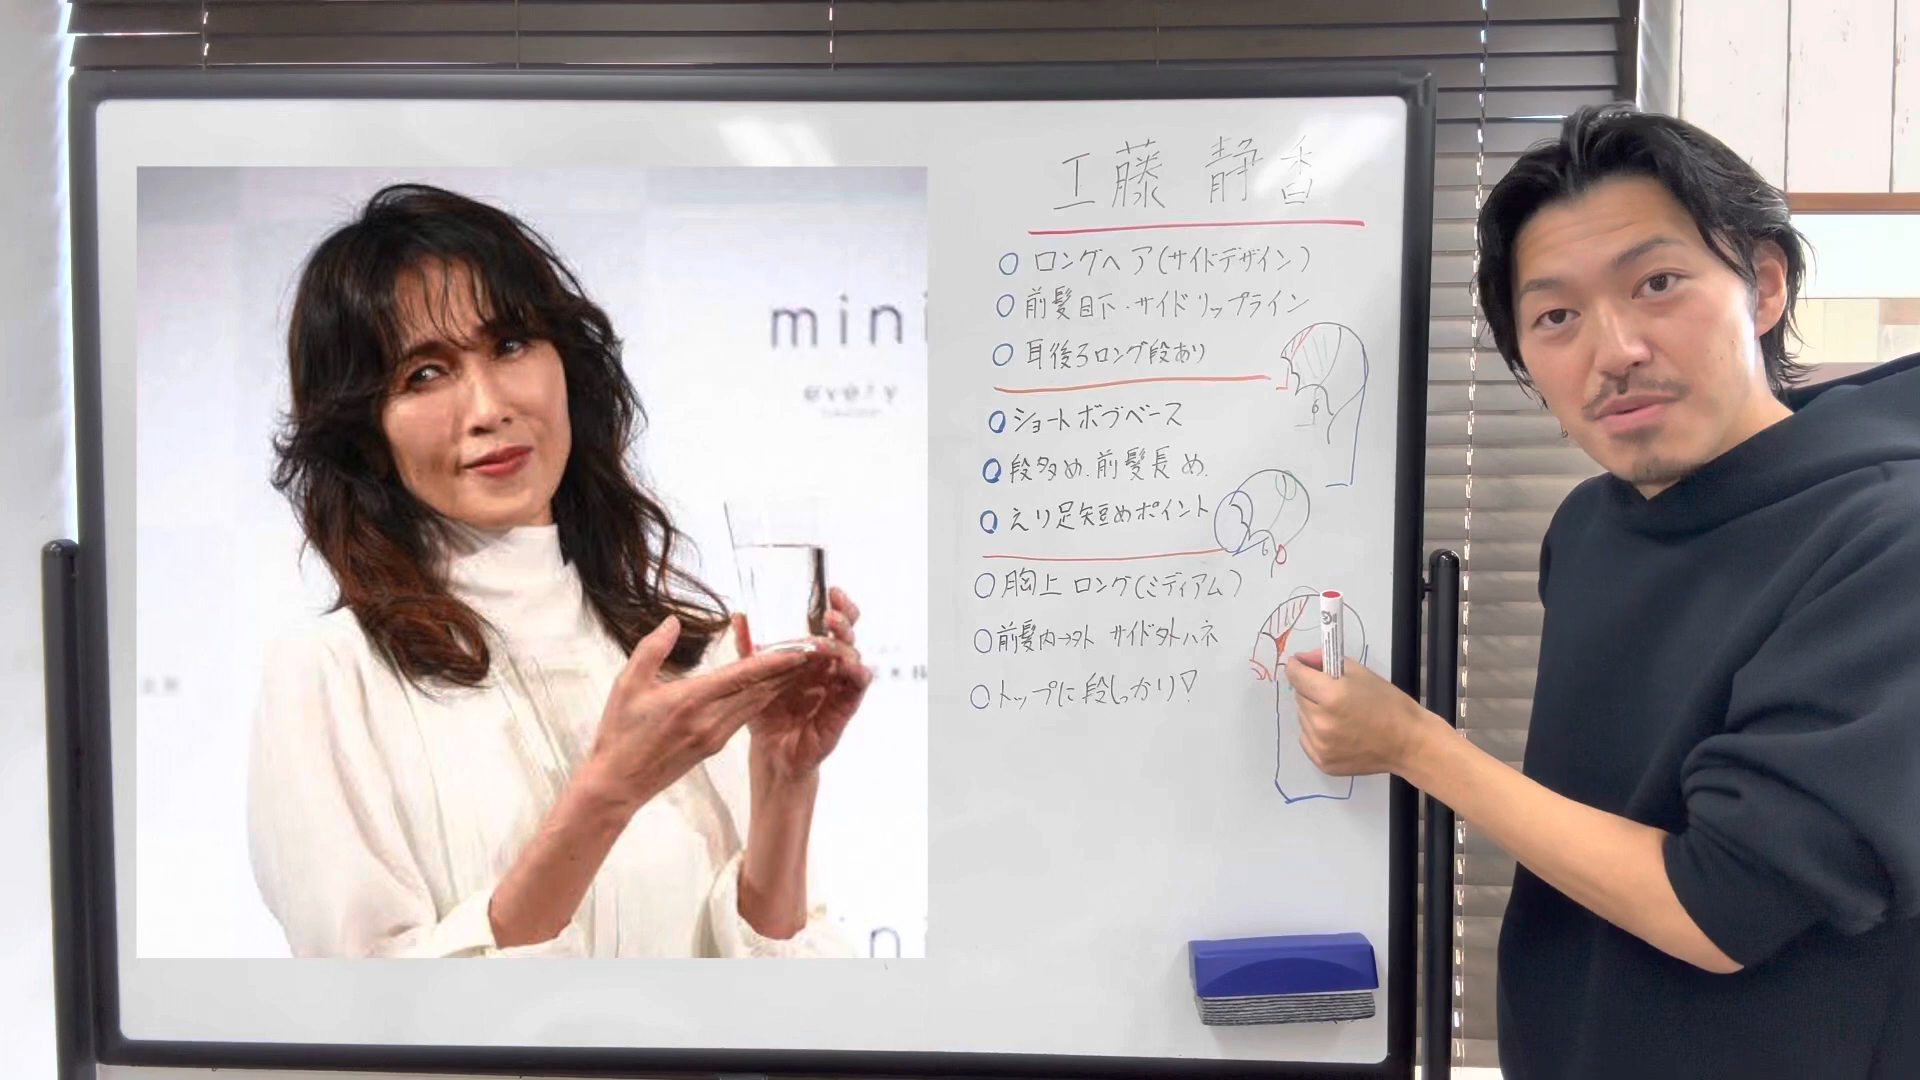 工藤 静香
ロングヘア(サイドデザイン)
前髪目下・サイドリップライン
耳後ろロング段あり
ショートボブベース
段多め.前髪長め.
えり足短めポイント
胸上ロング(ミディアム)
前髪内→外 サイド外ハネ
トップに段しっかり▽
mini
every